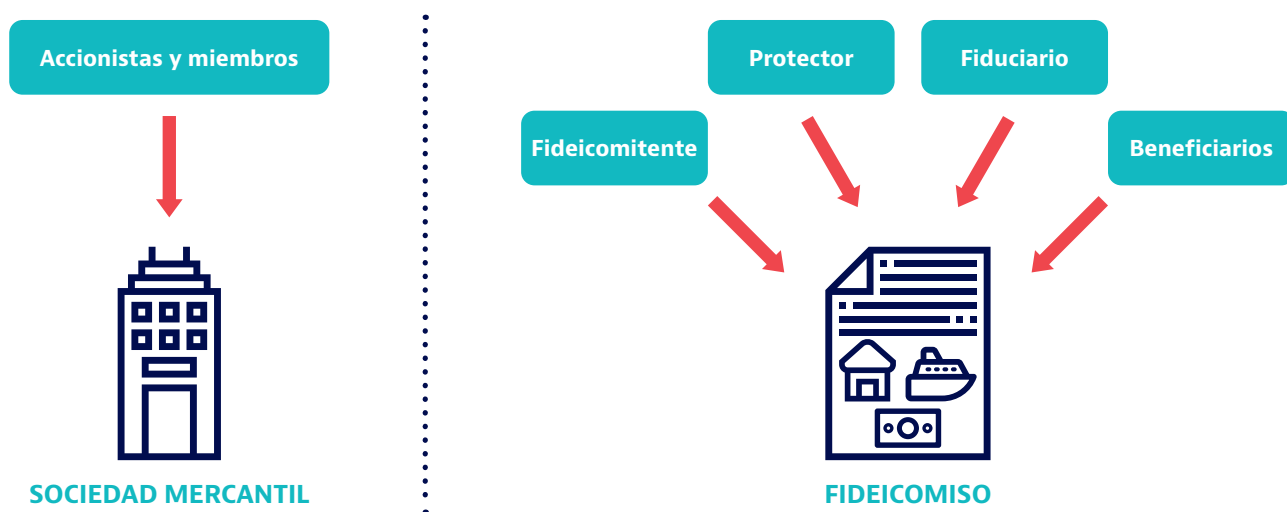 Accionistas y miembros
SOCIEDAD MERCANTIL
Fideicomitente
Protector
Fiduciario
Beneficiarios
FIDEICOMISO